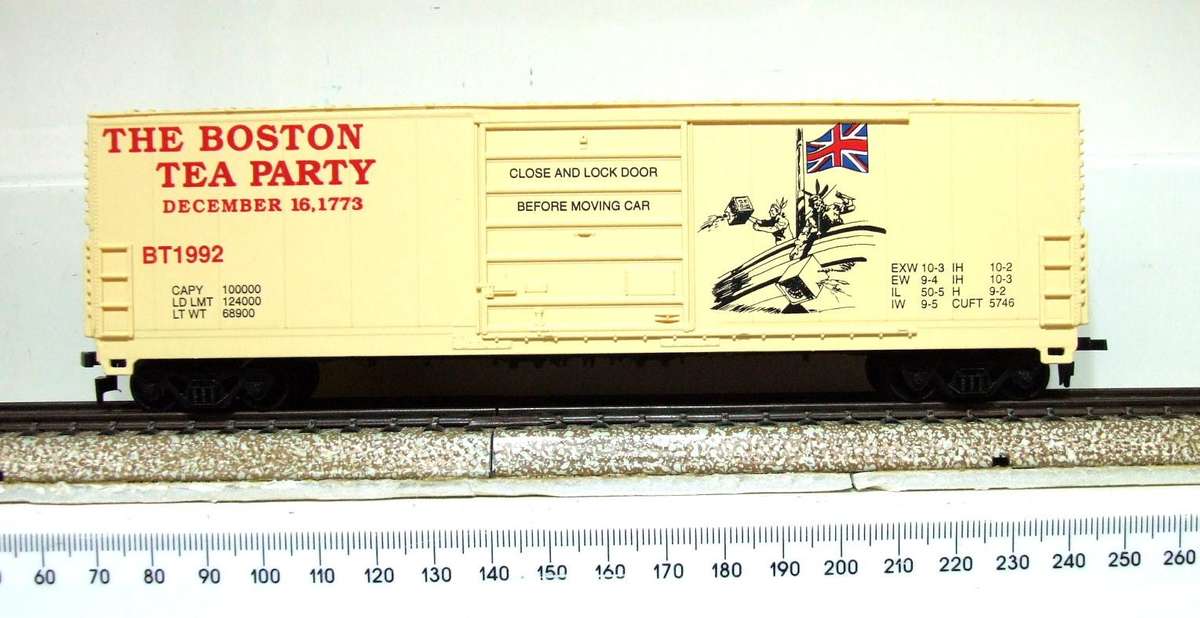 THE BOSTON
TEA PARTY
DECEMBER 16,1773
BT1992
CAPY 100000
LD LMT 124000
LT WT 68900
CLOSE AND LOCK DOOR
BEFORE MOVING CAR
EXW 10-3 IH 10-2
EW 9-4 IH 10-3
IL 50-5 H 9-2
IW 9-5 CUFT 5746
60 70 80 90 100 110 120 130 140 150 160 170 180 190 200 210 220 230 240 250 260